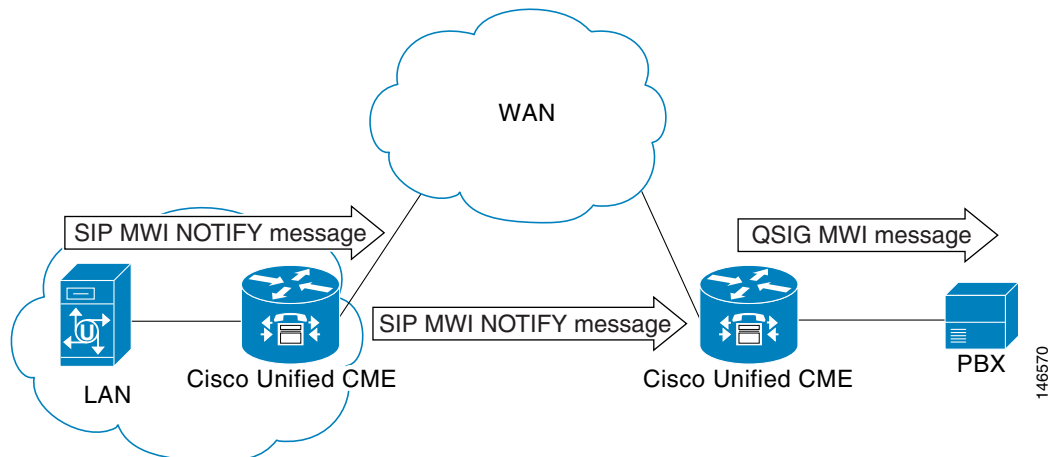 WAN
SIP MWI NOTIFY message
QSIG MWI message
U
SIP MWI NOTIFY message
LAN
Cisco Unified CME
Cisco Unified CME
PBX
146570